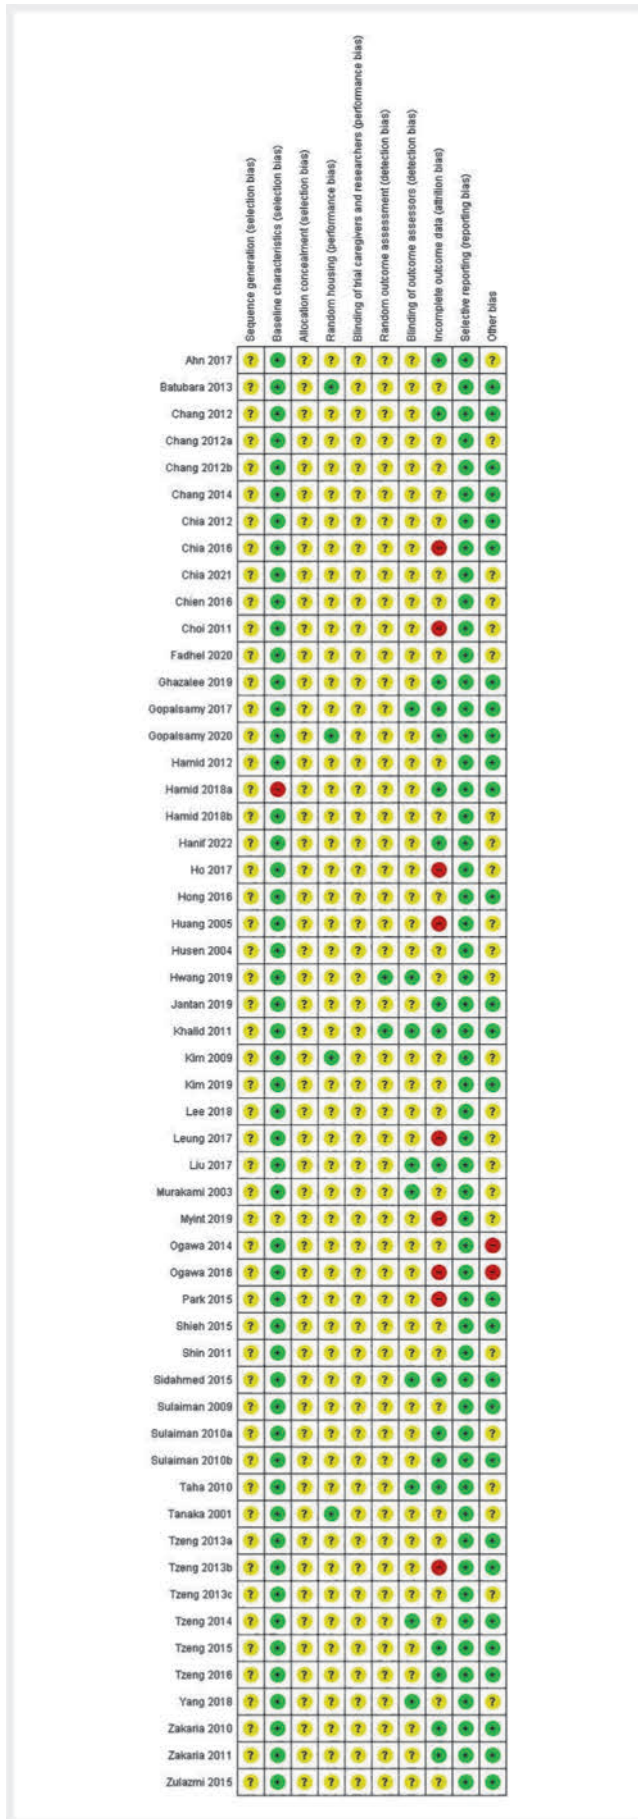 Sequence generation (selection bias)
Baseline characteristics (selection bias)
Allocation concealment (selection bias)
Random housing (performance bias)
Blinding of trial caregivers and researchers (performance bias)
Random outcome assessment (detection bias)
Blinding of outcome assessors (detection bias)
Incomplete outcome data (attrition bias)
Selective reporting (reporting bias)
Other bias
Ahn 2017 ? + ? ? ? ? ? + + ?
Batubara 2013 ? + ? + ? ? ? ? + +
Chang 2012 ? + ? ? ? ? ? + + +
Chang 2012a ? + ? ? ? ? ? ? + ?
Chang 2012b ? + ? ? ? ? ? ? + +
Chang 2014 ? + ? ? ? ? ? ? + +
Chia 2012 ? + ? ? ? ? ? ? + +
Chia 2016 ? + ? ? ? ? ? - + +
Chia 2021 ? + ? ? ? ? ? ? + ?
Chien 2016 ? + ? ? ? ? ? ? + ?
Choi 2011 ? + ? ? ? ? ? - + ?
Fadhel 2020 ? + ? ? ? ? ? ? + ?
Ghazalee 2019 ? + ? ? ? ? ? + + +
Gopalsamy 2017 ? + ? ? ? ? + + + +
Gopalsamy 2020 ? + ? + ? ? ? + + +
Hamid 2012 ? + ? ? ? ? ? ? + +
Hamid 2018a ? - ? ? ? ? ? + + +
Hamid 2018b ? + ? ? ? ? ? ? + ?
Hanif 2022 ? + ? ? ? ? ? + + ?
Ho 2017 ? + ? ? ? ? ? - + ?
Hong 2016 ? + ? ? ? ? ? ? + +
Huang 2005 ? + ? ? ? ? ? - + ?
Husen 2004 ? + ? ? ? ? ? ? + ?
Hwang 2019 ? + ? ? ? + + ? + ?
Jantan 2019 ? + ? ? ? ? ? + + +
Khalid 2011 ? + ? ? ? + + + + +
Kim 2009 ? + ? + ? ? ? ? + ?
Kim 2019 ? + ? ? ? ? ? ? + +
Lee 2018 ? + ? ? ? ? ? ? + ?
Leung 2017 ? + ? ? ? ? ? - + ?
Liu 2017 ? + ? ? ? ? + + + ?
Murakami 2003 ? + ? ? ? ? + ? + ?
Myint 2019 ? ? ? ? ? ? ? - + ?
Ogawa 2014 ? + ? ? ? ? ? ? + -
Ogawa 2016 ? + ? ? ? ? ? - + -
Park 2015 ? + ? ? ? ? ? - + +
Shieh 2015 ? + ? ? ? ? ? ? + +
Shin 2011 ? + ? ? ? ? ? ? + ?
Sidahmed 2015 ? + ? ? ? ? + + + +
Sulaiman 2009 ? + ? ? ? ? ? ? + +
Sulaiman 2010a ? + ? ? ? ? ? + + ?
Sulaiman 2010b ? + ? ? ? ? ? + + +
Taha 2010 ? + ? ? ? ? + + + ?
Tanaka 2001 ? + ? + ? ? ? ? + ?
Tzeng 2013a ? + ? ? ? ? ? ? + +
Tzeng 2013b ? + ? ? ? ? ? - + +
Tzeng 2013c ? + ? ? ? ? ? ? + ?
Tzeng 2014 ? + ? ? ? ? + ? + +
Tzeng 2015 ? + ? ? ? ? ? + + +
Tzeng 2016 ? + ? ? ? ? ? + + +
Yang 2018 ? + ? ? ? ? + ? + ?
Zakaria 2010 ? + ? ? ? ? ? + + +
Zakaria 2011 ? + ? ? ? ? ? + + +
Zulazmi 2015 ? + ? ? ? ? ? ? + +